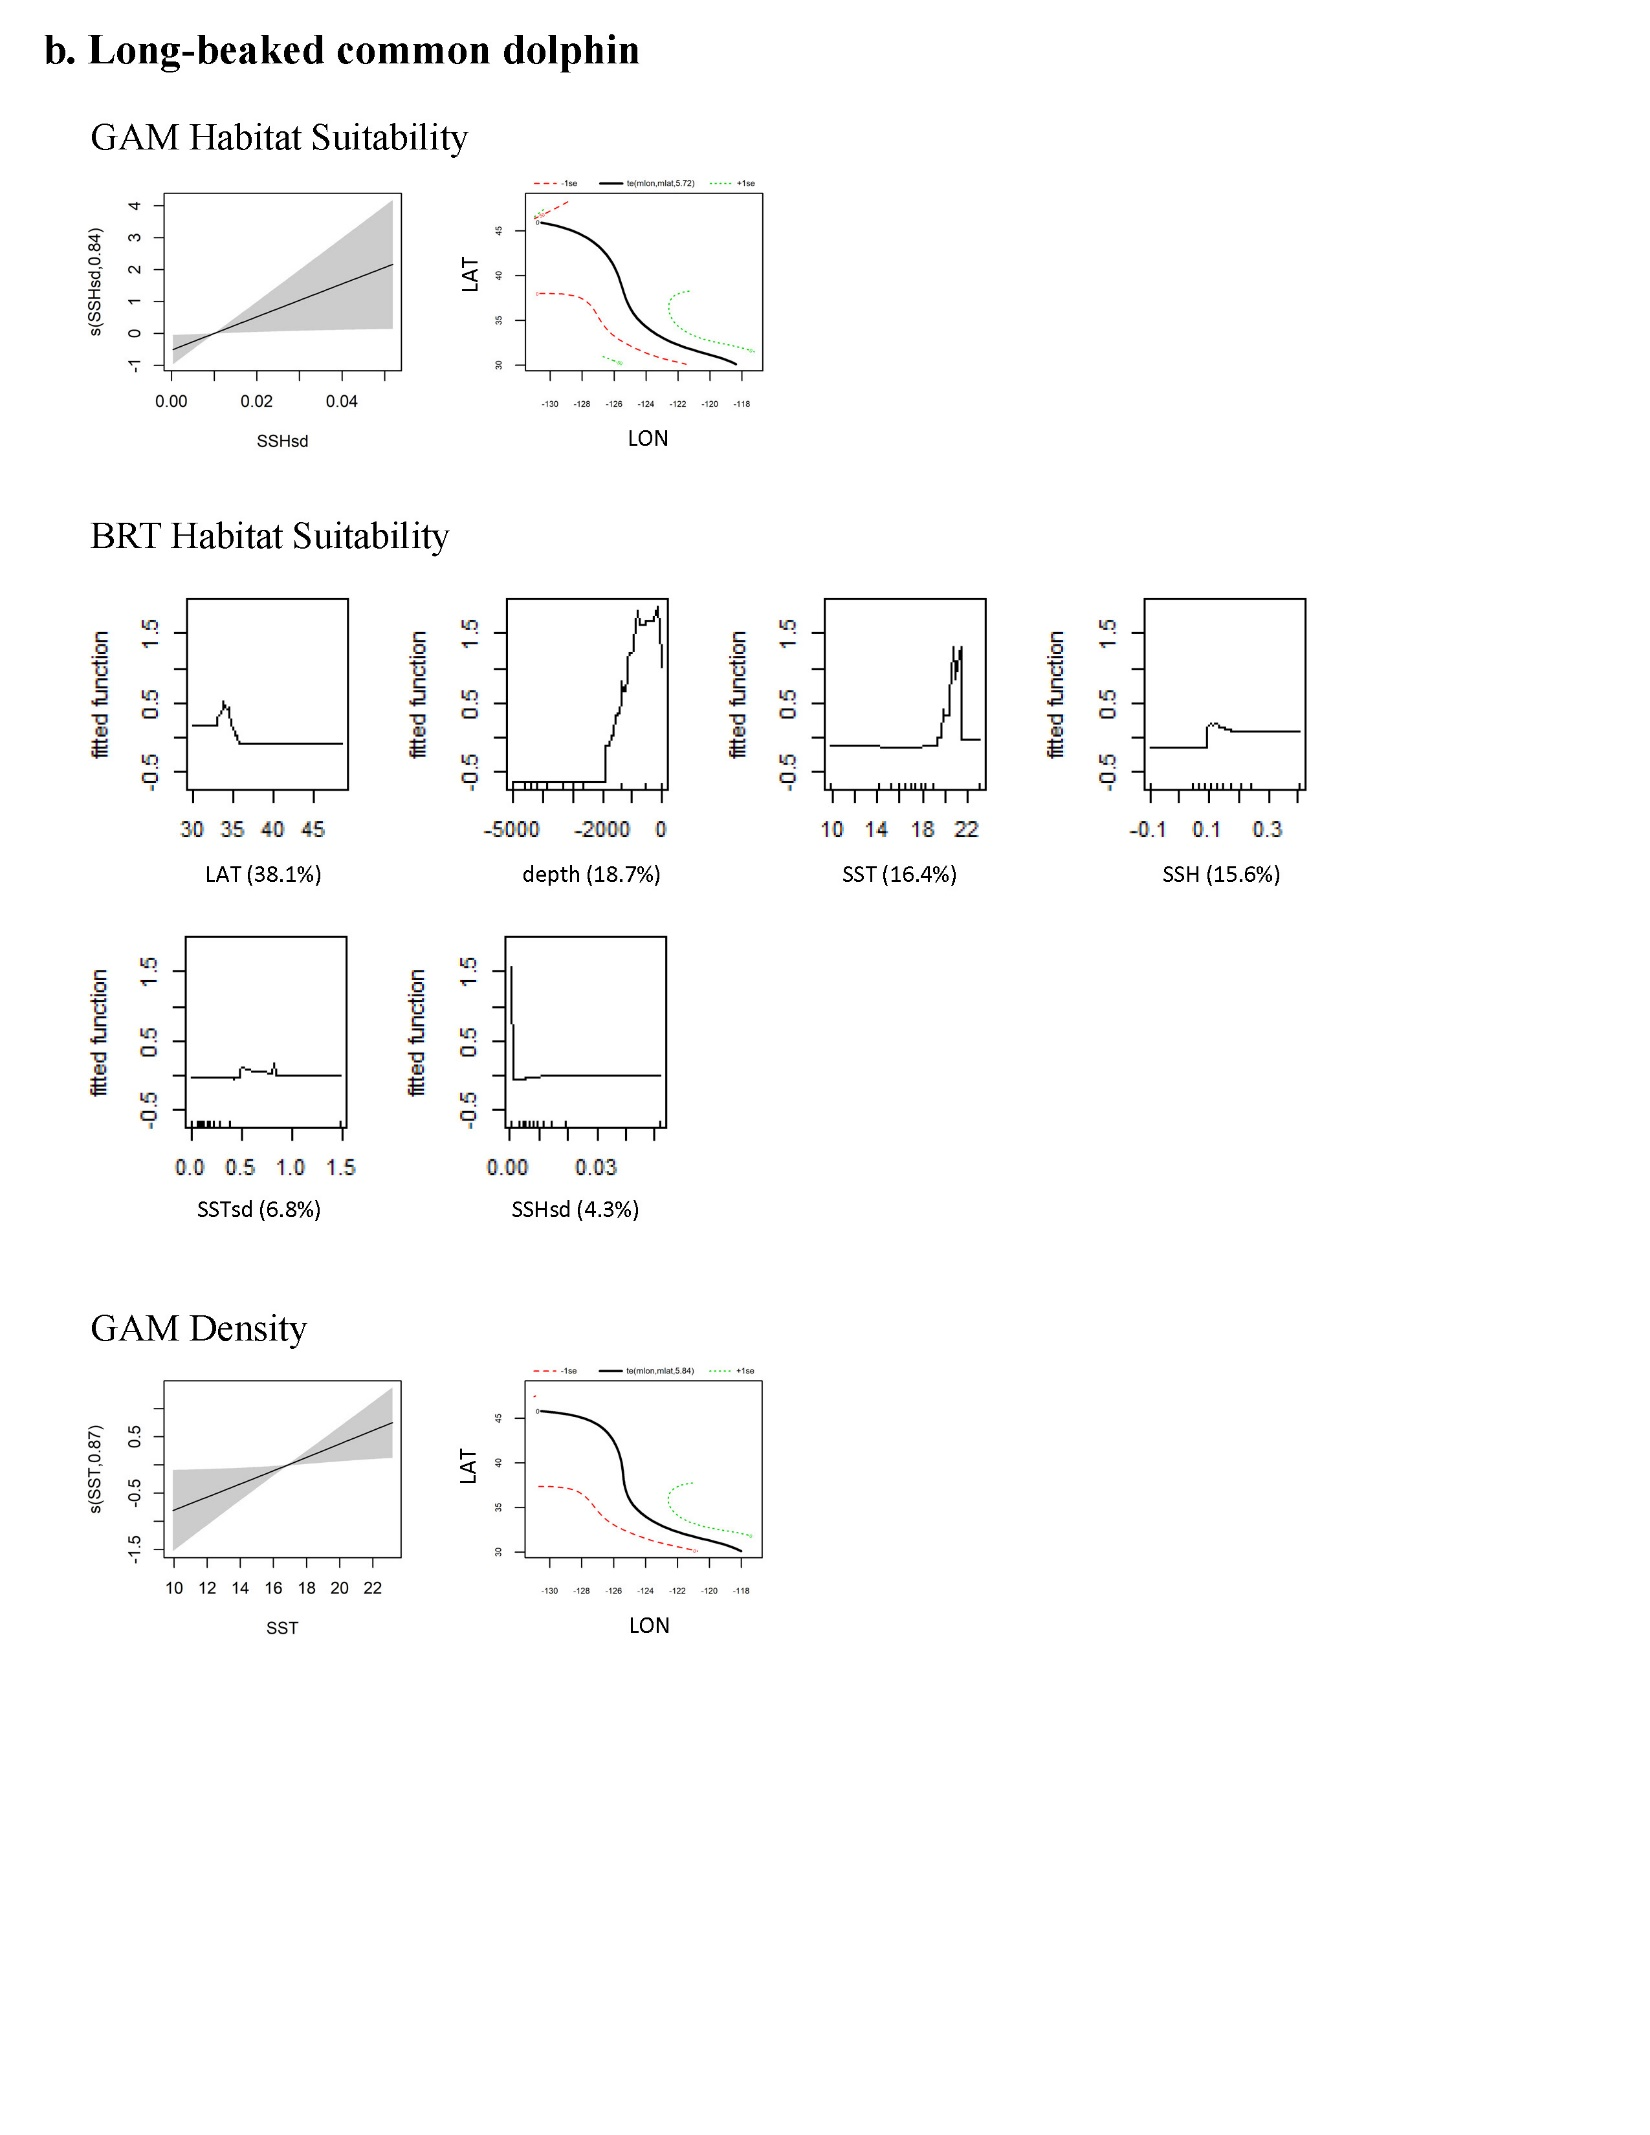 b. Long-beaked common dolphin
GAM Habitat Suitability
-1se te(mlon,mlat,5.72) +1se
s(SSHsd,0.84)
4
3
2
1
0
-1
0.00 0.02 0.04
SSHsd
LAT
45
40
35
30
-130 -128 -126 -124 -122 -120 -118
LON
BRT Habitat Suitability
fitted function
1.5
0.5
-0.5
30 35 40 45
LAT (38.1%)
fitted function
1.5
0.5
-0.5
-5000 -2000 0
depth (18.7%)
fitted function
1.5
0.5
-0.5
10 14 18 22
SST (16.4%)
fitted function
1.5
0.5
-0.5
-0.1 0.1 0.3
SSH (15.6%)
fitted function
1.5
0.5
-0.5
0.0 0.5 1.0 1.5
SSTsd (6.8%)
fitted function
1.5
0.5
-0.5
0.00 0.03
SSHsd (4.3%)
GAM Density
-1se te(mlon,mlat,5.84) +1se
s(SST,0.87)
0.5
-0.5
-1.5
10 12 14 16 18 20 22
SST
LAT
45
40
35
30
-130 -128 -126 -124 -122 -120 -118
LON